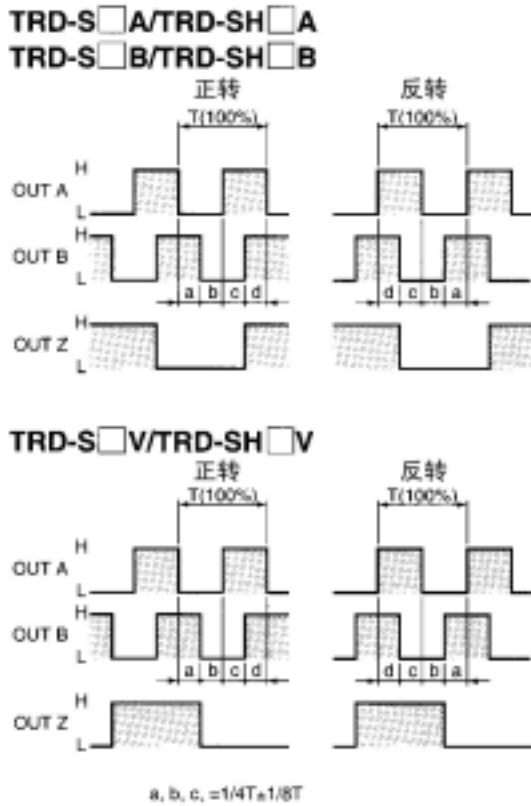 TRD-S□A/TRD-SH□A
TRD-S□B/TRD-SH□B
正转 反转
T(100%) T(100%)
H
OUT A
L
H
OUT B
L
a b c d d c b a
H
OUT Z
L
TRD-S□V/TRD-SH□V
正转 反转
T(100%) T(100%)
H
OUT A
L
H
OUT B
L
a b c d d c b a
H
OUT Z
L
a, b, c, =1/4T±1/8T